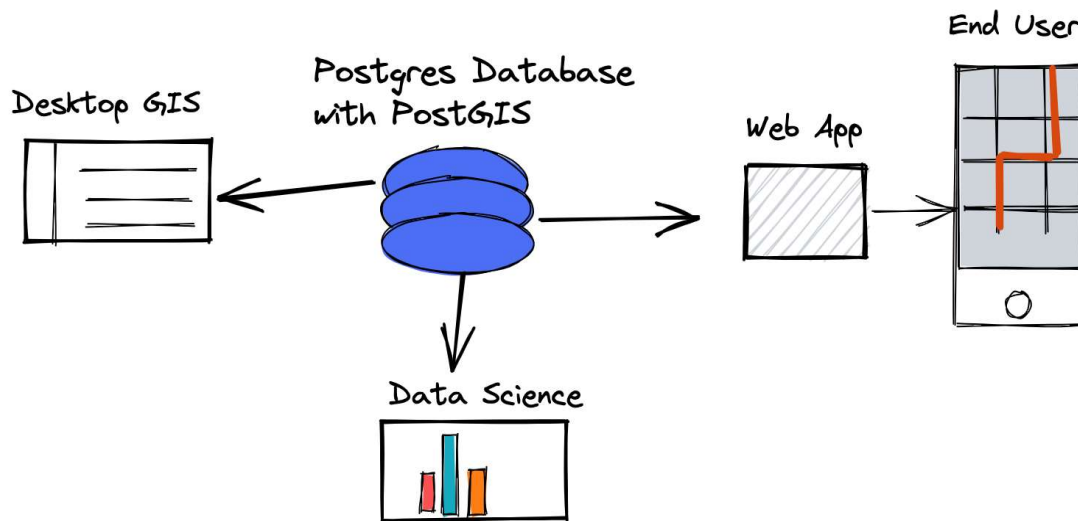 End User
Postgres Database
with PostGIS
Desktop GIS
Web App
Data Science